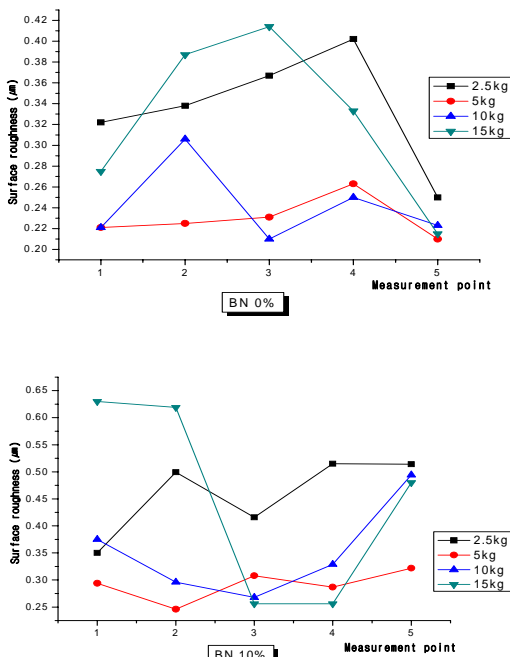 Surface roughness (㎛)
0.42
0.40
0.38
0.36
0.34
0.32
0.30
0.28
0.26
0.24
0.22
0.20
2.5kg
5kg
10kg
15kg
1 2 3 4 5
Measurement point
BN 0%
Surface roughness (㎛)
0.65
0.60
0.55
0.50
0.45
0.40
0.35
0.30
0.25
2.5kg
5kg
10kg
15kg
1 2 3 4 5
Measurement point
BN 10%